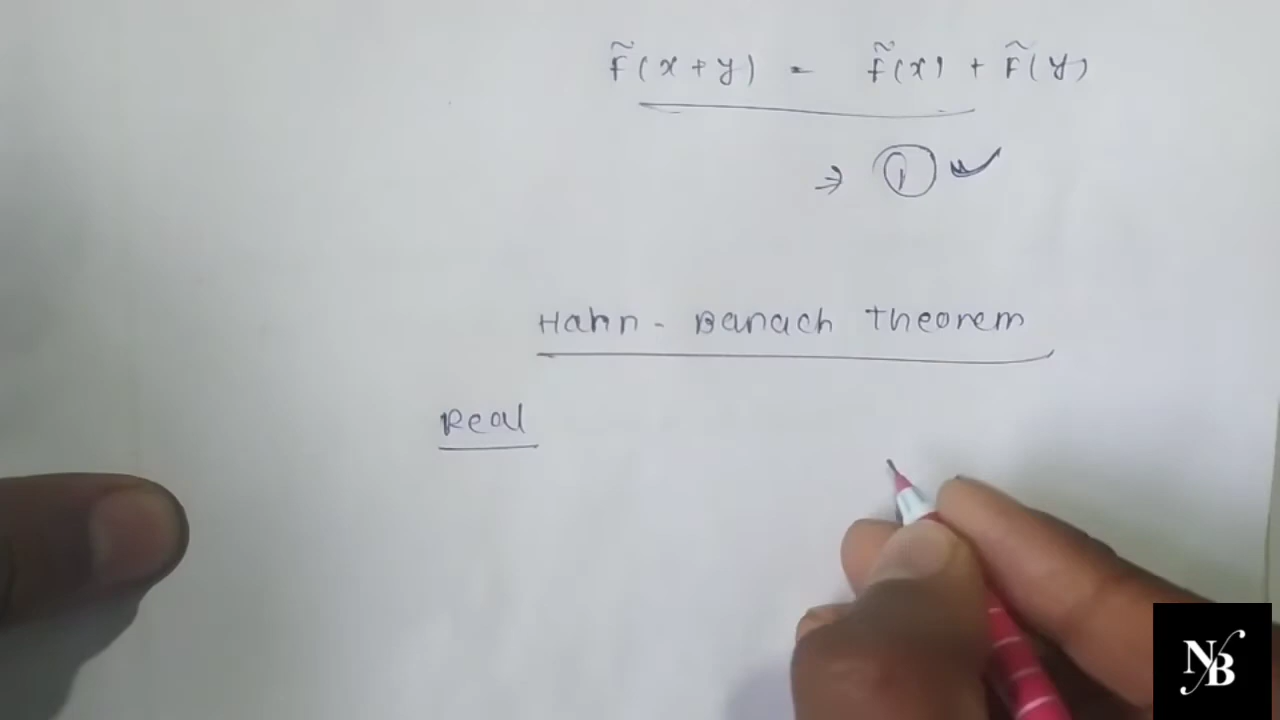 f̃(x+y) = f̃(x) + f̃(y)
⇒ ① ✓
Hahn - Banach Theorem
Real
NB